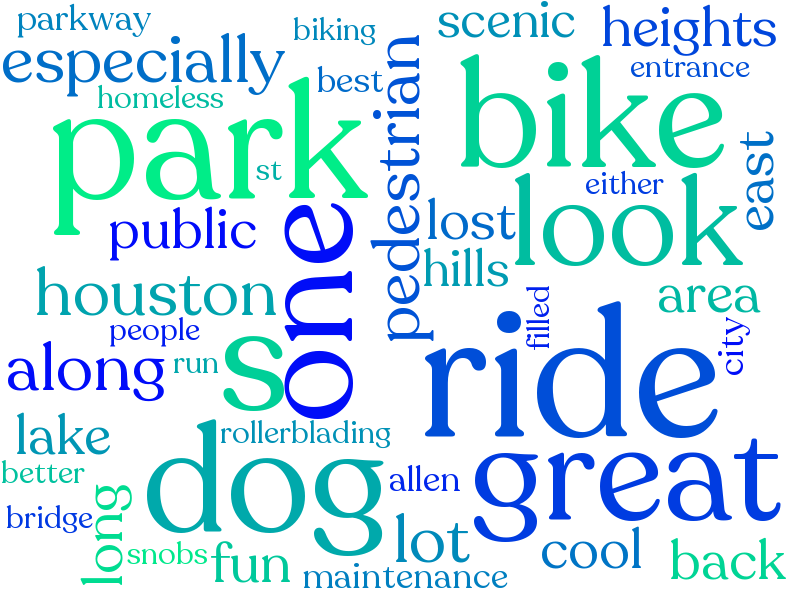 parkway
biking
scenic
heights
especially
best
entrance
homeless
park
st
pedestrian
bike
either
east
public
one
lost
look
hills
houston
area
people
filled
city
along
run
s
ride
lake
rollerblading
better
dog
allen
great
bridge
long
snobs
fun
lot
cool
back
maintenance